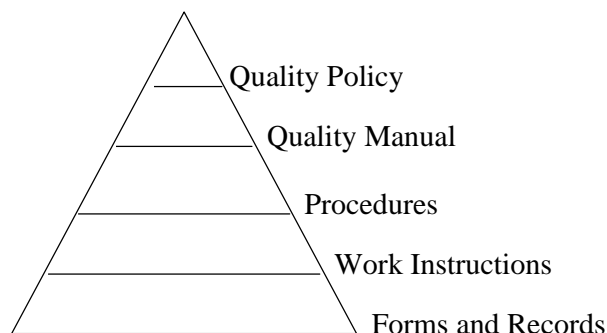 Quality Policy
Quality Manual
Procedures
Work Instructions
Forms and Records